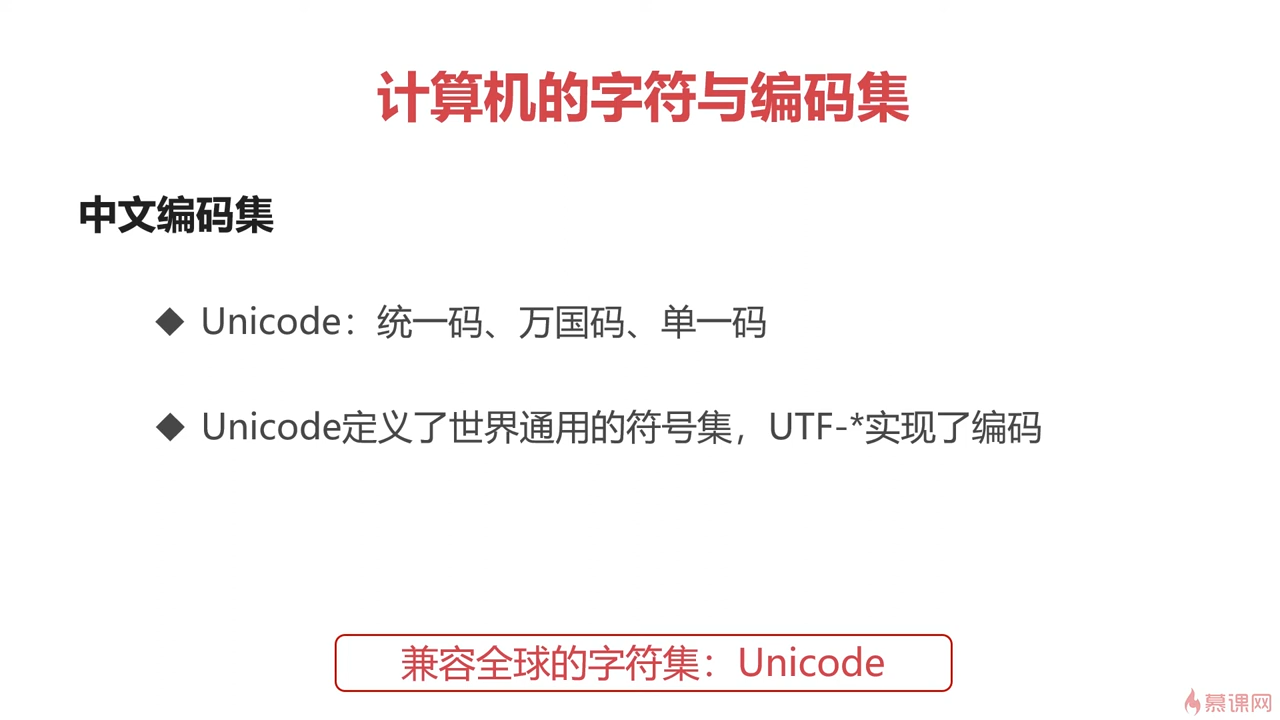 计算机的字符与编码集
中文编码集
◆ Unicode：统一码、万国码、单一码
◆ Unicode定义了世界通用的符号集，UTF-*实现了编码
兼容全球的字符集：Unicode
慕课网